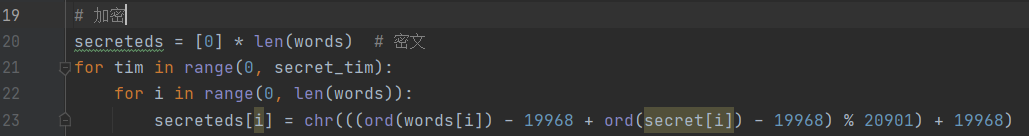 19 # 加密
20 secreteds = [0] * len(words)  # 密文
21 for tim in range(0, secret_tim):
22     for i in range(0, len(words)):
23         secreteds[i] = chr(((ord(words[i]) - 19968 + ord(secret[i]) - 19968) % 20901) + 19968)